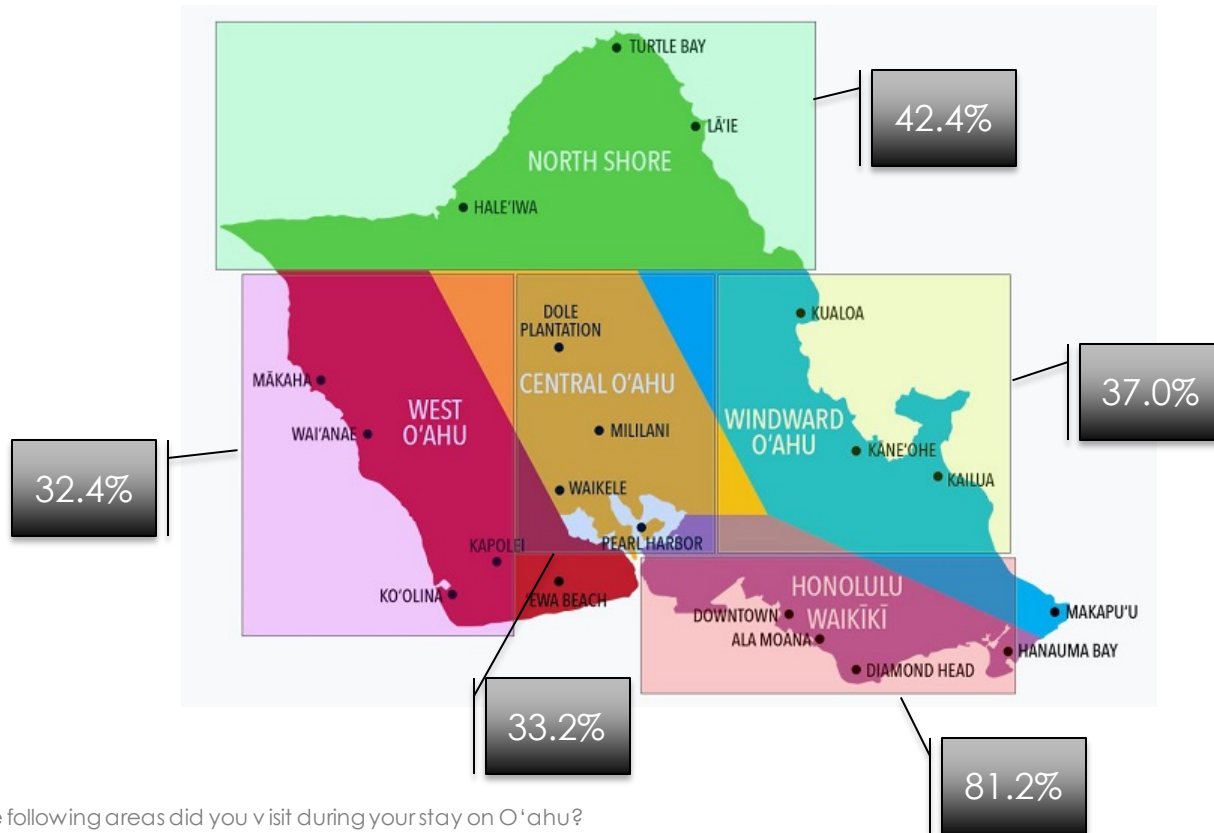 TURTLE BAY
LĀ'IE
42.4%
NORTH SHORE
HALE'IWA
DOLE
PLANTATION
KUALOA
MĀKAHA
CENTRAL O'AHU
37.0%
WEST
O'AHU
WINDWARD
O'AHU
WAI'ANAE
MILILANI
KĀNE'OHE
KAILUA
32.4%
WAIKELE
PEARL HARBOR
KAPOLEI
KO'OLINA
'EWA BEACH
HONOLULU
WAIKĪKĪ
DOWNTOWN
ALA MOANA
MAKAPU'U
HANAUMA BAY
DIAMOND HEAD
33.2%
81.2%
following areas did you visit during your stay on O'ahu?